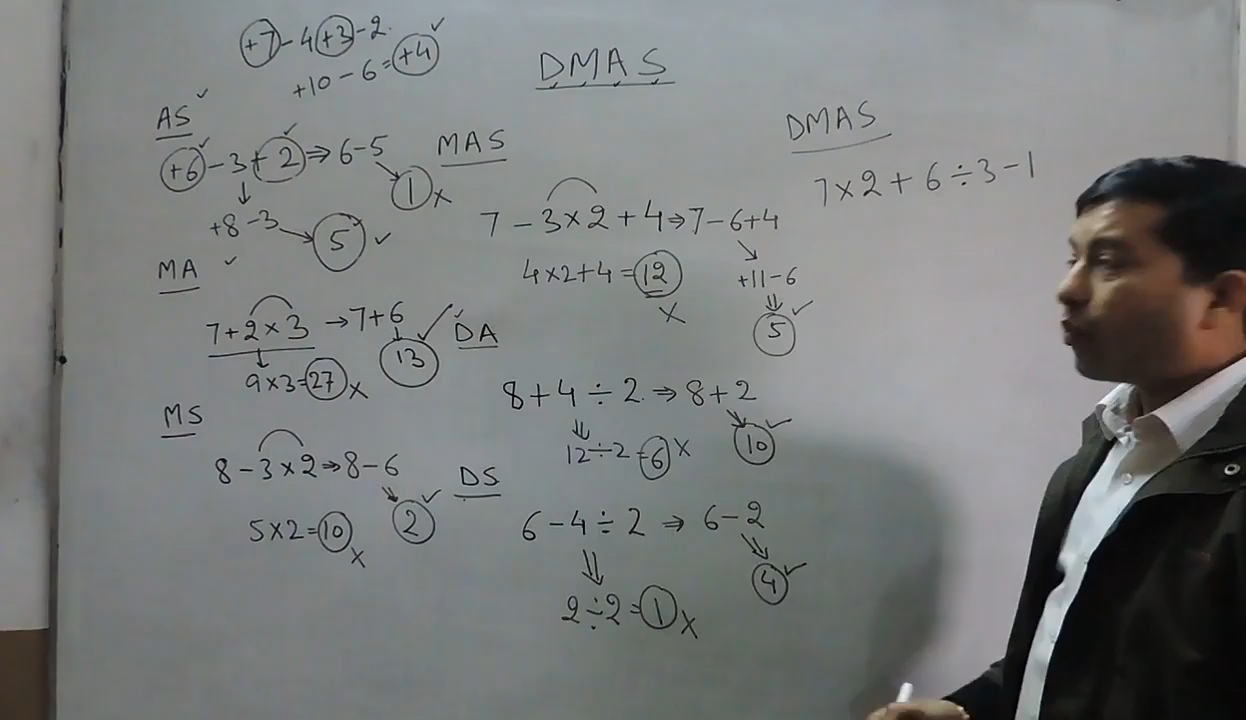 +7-4+3-2
+10-6=+4 ✓
DMAS
AS ✓
+6-3+2⇒6-5
1 x
+8-3→5 ✓
MA ✓
7+2×3→7+6
13 ✓
9×3=27 x
MS
8-3×2⇒8-6
2 ✓
5×2=10 x
MAS
7-3×2+4⇒7-6+4
4×2+4=12 x
+11-6
5 ✓
DA ✓
8+4÷2⇒8+2
10 ✓
12÷2=6 x
DS
6-4÷2⇒6-2
4 ✓
2÷2=1 x
DMAS
7×2+6÷3-1